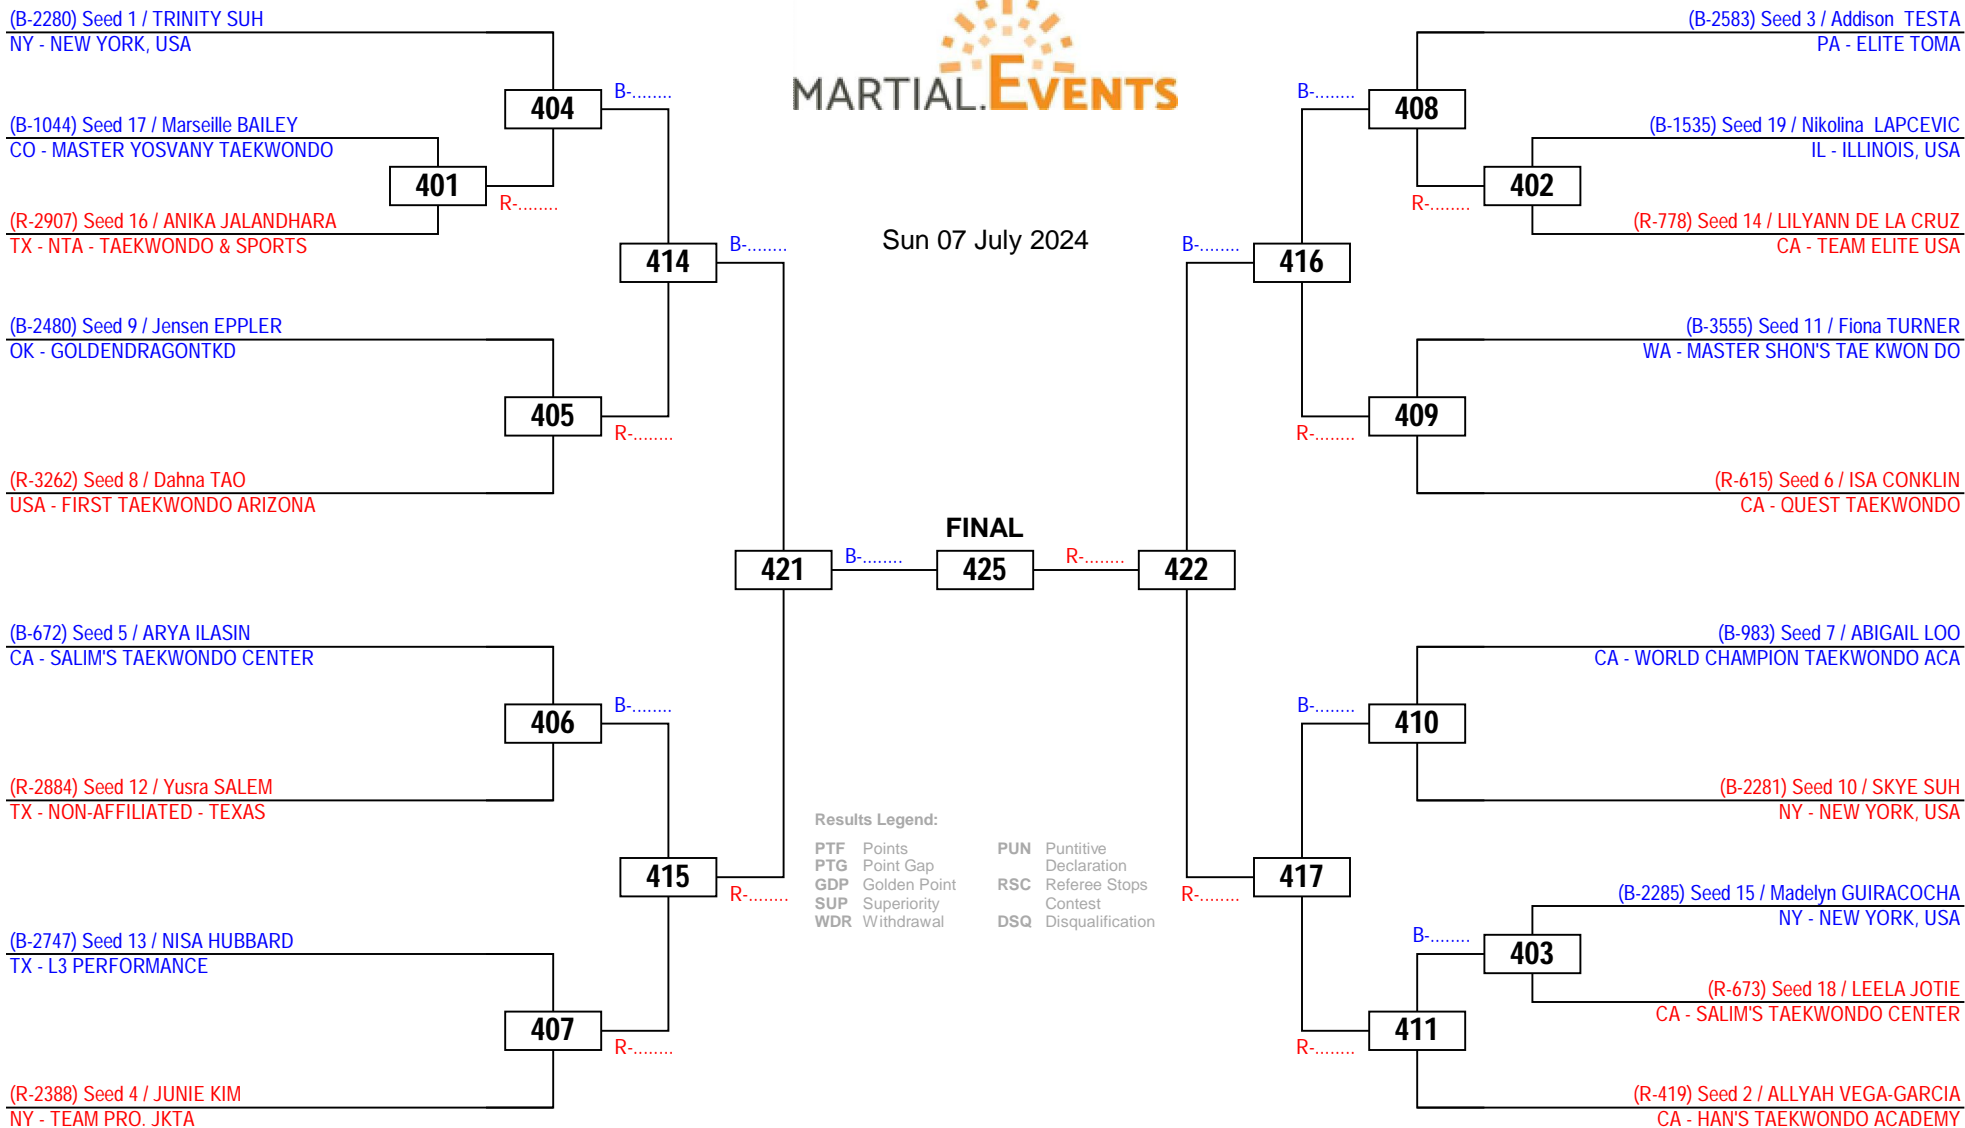 (B-2280) Seed 1 / TRINITY SUH
NY - NEW YORK, USA
404
B-........
(B-1044) Seed 17 / Marseille BAILEY
CO - MASTER YOSVANY TAEKWONDO
401
R-........
(R-2907) Seed 16 / ANIKA JALANDHARA
TX - NTA - TAEKWONDO & SPORTS
414
B-........
(B-2480) Seed 9 / Jensen EPPLER
OK - GOLDENDRAGONTKD
405
R-........
(R-3262) Seed 8 / Dahna TAO
USA - FIRST TAEKWONDO ARIZONA
421
B-........
(B-672) Seed 5 / ARYA ILASIN
CA - SALIM'S TAEKWONDO CENTER
406
B-........
(R-2884) Seed 12 / Yusra SALEM
TX - NON-AFFILIATED - TEXAS
415
R-........
(B-2747) Seed 13 / NISA HUBBARD
TX - L3 PERFORMANCE
407
R-........
(R-2388) Seed 4 / JUNIE KIM
NY - TEAM PRO. JKTA
MARTIAL.EVENTS
Sun 07 July 2024
FINAL
425
Results Legend:
PTF Points
PTG Point Gap
GDP Golden Point
SUP Superiority
WDR Withdrawal
PUN Puntitive
Declaration
RSC Referee Stops
Contest
DSQ Disqualification
(B-2583) Seed 3 / Addison TESTA
PA - ELITE TOMA
B-........
408
(B-1535) Seed 19 / Nikolina LAPCEVIC
IL - ILLINOIS, USA
R-........
402
(R-778) Seed 14 / LILYANN DE LA CRUZ
CA - TEAM ELITE USA
B-........
416
(B-3555) Seed 11 / Fiona TURNER
WA - MASTER SHON'S TAE KWON DO
R-........
409
(R-615) Seed 6 / ISA CONKLIN
CA - QUEST TAEKWONDO
R-........
422
(B-983) Seed 7 / ABIGAIL LOO
CA - WORLD CHAMPION TAEKWONDO ACA
B-........
410
(B-2281) Seed 10 / SKYE SUH
NY - NEW YORK, USA
R-........
417
(B-2285) Seed 15 / Madelyn GUIRACOCHA
NY - NEW YORK, USA
B-........
403
(R-673) Seed 18 / LEELA JOTIE
CA - SALIM'S TAEKWONDO CENTER
R-........
411
(R-419) Seed 2 / ALLYAH VEGA-GARCIA
CA - HAN'S TAEKWONDO ACADEMY